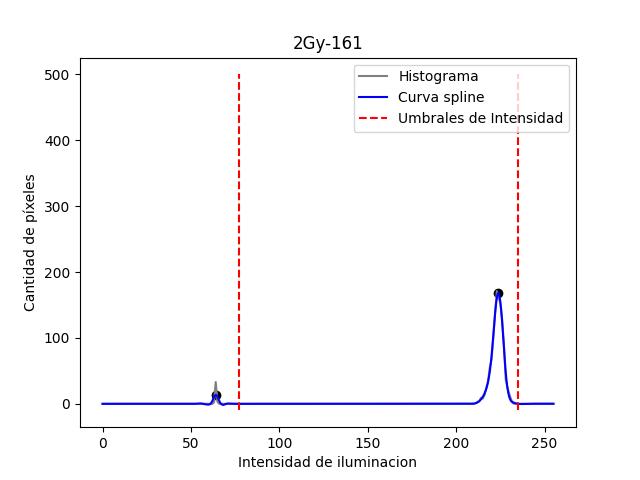 2Gy-161
Histograma
Curva spline
Umbrales de Intensidad
Cantidad de píxeles
500
400
300
200
100
0
0 50 100 150 200 250
Intensidad de iluminacion